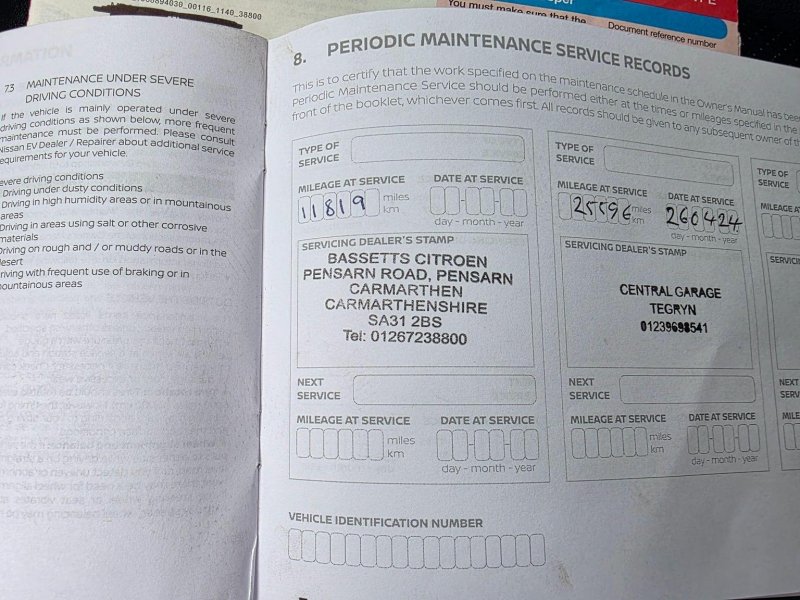 894030_00116_1140_38800
You must make sure that the
Document reference number
7.3 MAINTENANCE UNDER SEVERE
DRIVING CONDITIONS
If the vehicle is mainly operated under severe
driving conditions as shown below, more frequent
maintenance must be performed. Please consult
Nissan EV Dealer / Repairer about additional service
equirements for your vehicle.
evere driving conditions
Driving under dusty conditions
Driving in high humidity areas or in mountainous
areas
Driving in areas using salt or other corrosive
materials
Driving on rough and / or muddy roads or in the
desert
riving with frequent use of braking or in
ountainous areas
8. PERIODIC MAINTENANCE SERVICE RECORDS
This is to certify that the work specified on the maintenance schedule in the Owner's Manual has been
Periodic Maintenance Service should be performed either at the times or mileages specified in the
front of the booklet, whichever comes first. All records should be given to any subsequent owner of th
TYPE OF
SERVICE
MILEAGE AT SERVICE
11819 miles
km
DATE AT SERVICE
day - month - year
SERVICING DEALER'S STAMP
BASSETTS CITROEN
PENSARN ROAD, PENSARN
CARMARTHEN
CARMARTHENSHIRE
SA31 2BS
Tel: 01267238800
NEXT
SERVICE
MILEAGE AT SERVICE
miles
km
DATE AT SERVICE
day - month - year
TYPE OF
SERVICE
MILEAGE AT SERVICE
25596 miles
km
DATE AT SERVICE
260424
day - month - year
SERVICING DEALER'S STAMP
CENTRAL GARAGE
TEGRYN
01239698541
NEXT
SERVICE
MILEAGE AT SERVICE
miles
km
DATE AT SERVICE
day - month - year
TYPE OF
SERVICE
MILEAGE A
SERVICI
NEXT
SERV
MILE
VEHICLE IDENTIFICATION NUMBER